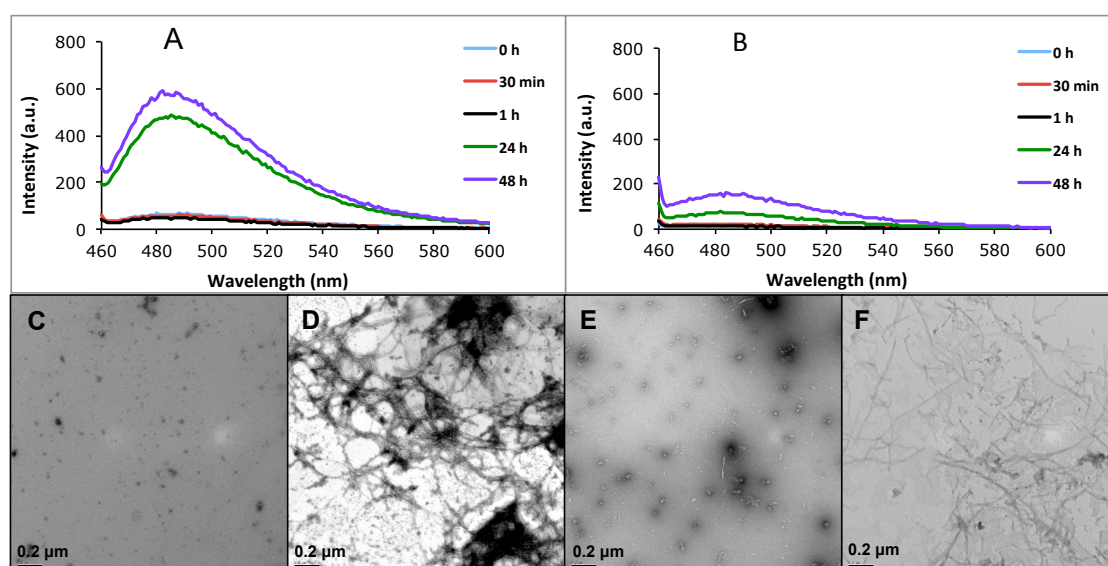 A
800
600
400
200
0
Intensity (a.u.)
460 480 500 520 540 560 580 600
Wavelength (nm)
0 h
30 min
1 h
24 h
48 h
B
800
600
400
200
0
Intensity (a.u.)
460 480 500 520 540 560 580 600
Wavelength (nm)
0 h
30 min
1 h
24 h
48 h
C
0.2 µm
D
0.2 µm
E
0.2 µm
F
0.2 µm